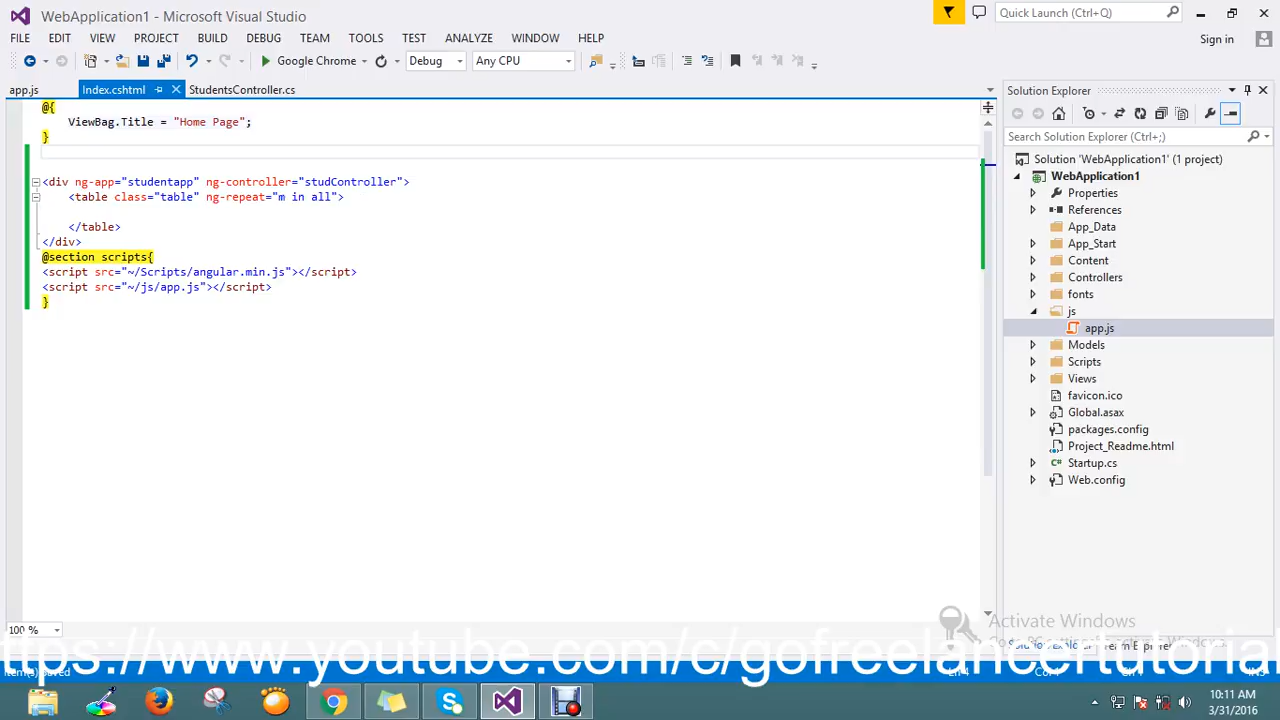 WebApplication1 - Microsoft Visual Studio
Quick Launch (Ctrl+Q)
FILE EDIT VIEW PROJECT BUILD DEBUG TEAM TOOLS TEST ANALYZE WINDOW HELP
Sign in
Google Chrome Debug Any CPU
app.js Index.cshtml StudentsController.cs
@{
ViewBag.Title = "Home Page";
}
<div ng-app="studentapp" ng-controller="studController">
<table class="table" ng-repeat="m in all">
</table>
</div>
@section scripts{
<script src="~/Scripts/angular.min.js"></script>
<script src="~/js/app.js"></script>
}
100 %
Solution Explorer
Search Solution Explorer (Ctrl+;)
Solution 'WebApplication1' (1 project)
WebApplication1
Properties
References
App_Data
App_Start
Content
Controllers
fonts
js
app.js
Models
Scripts
Views
favicon.ico
Global.asax
packages.config
Project_Readme.html
Startup.cs
Web.config
Activate Windows
ttps://www.youtube.com/c/gofreelancertutoria
10:11 AM
3/31/2016